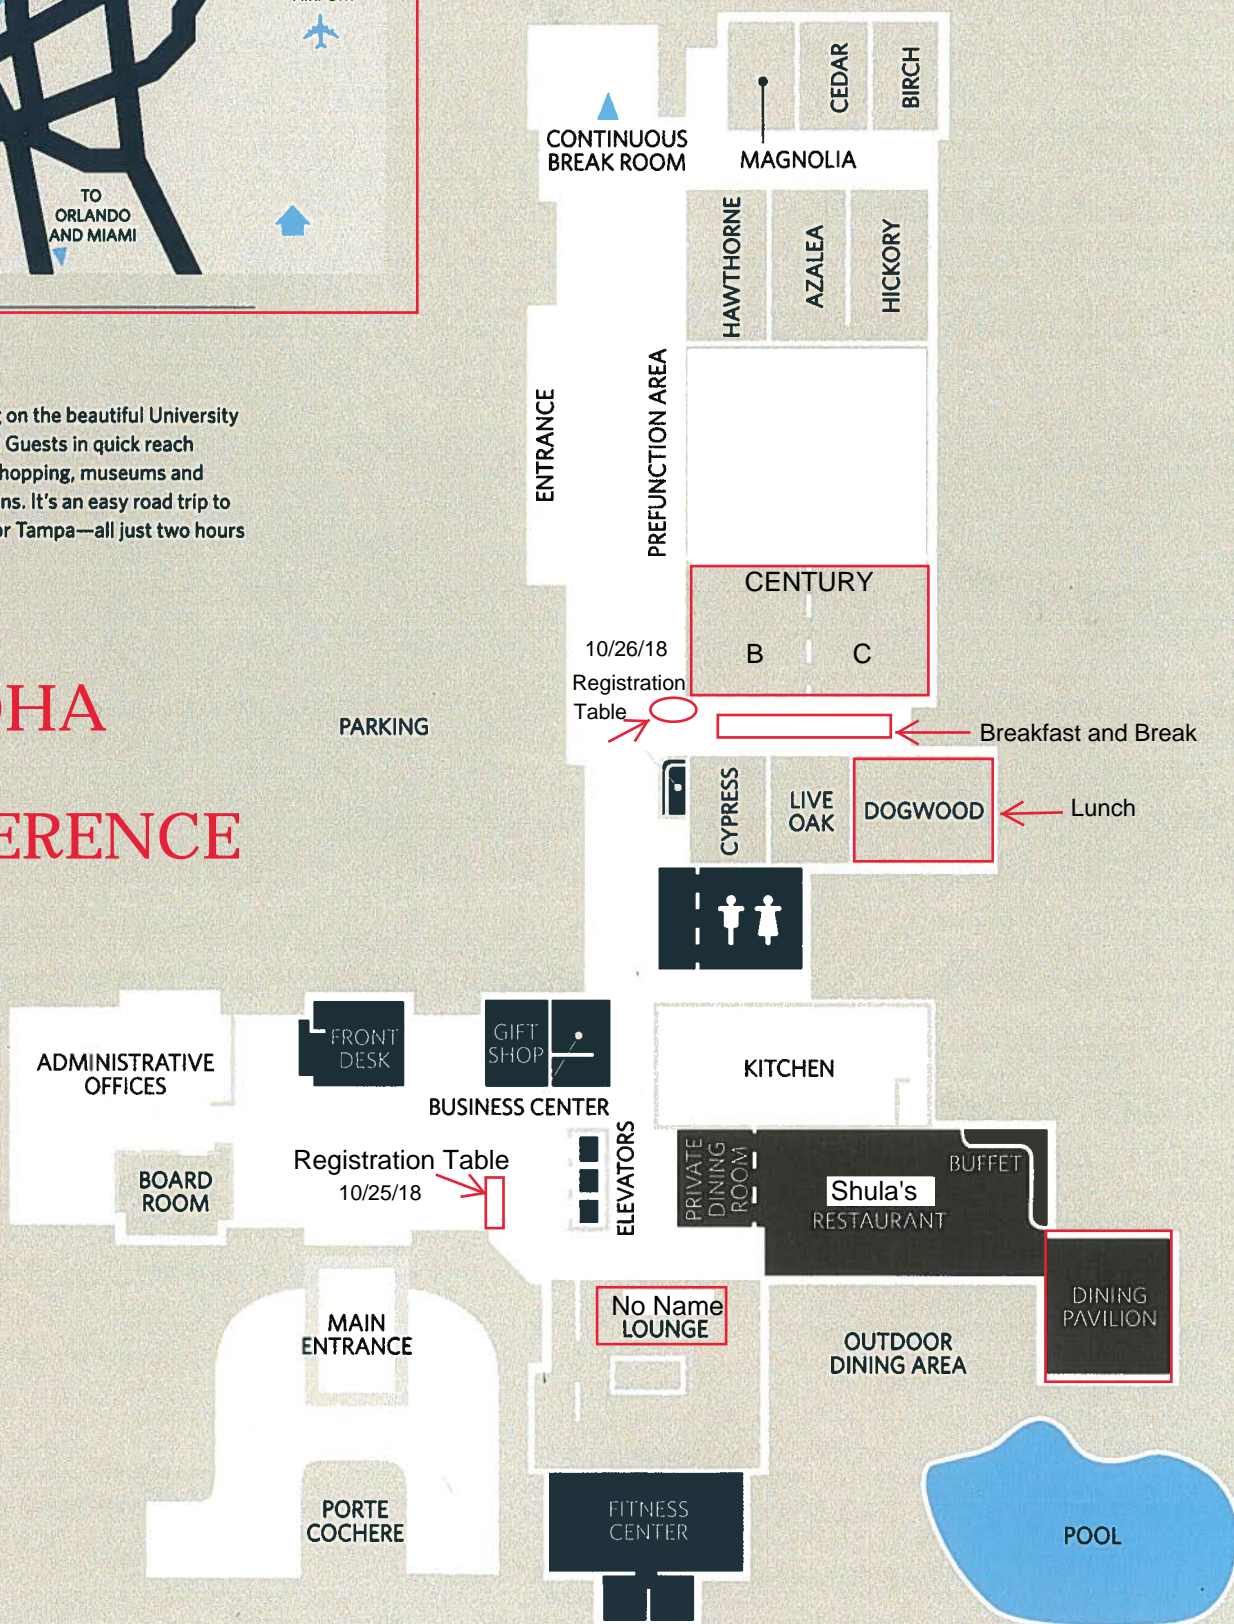 TO
ORLANDO
AND MIAMI
on the beautiful University
Guests in quick reach
hopping, museums and
ns. It's an easy road trip to
or Tampa—all just two hours
OHA
ERENCE
CONTINUOUS
BREAK ROOM
MAGNOLIA
CEDAR
BIRCH
HAWTHORNE
AZALEA
HICKORY
ENTRANCE
PREFUNCTION AREA
CENTURY
B C
10/26/18
Registration
Table
Breakfast and Break
PARKING
CYPRESS
LIVE
OAK
DOGWOOD
Lunch
ADMINISTRATIVE
OFFICES
FRONT
DESK
GIFT
SHOP
BUSINESS CENTER
KITCHEN
BOARD
ROOM
Registration Table
10/25/18
ELEVATORS
PRIVATE
DINING
ROOM
BUFFET
Shula's
RESTAURANT
DINING
PAVILION
MAIN
ENTRANCE
No Name
LOUNGE
OUTDOOR
DINING AREA
PORTE
COCHERE
FITNESS
CENTER
POOL